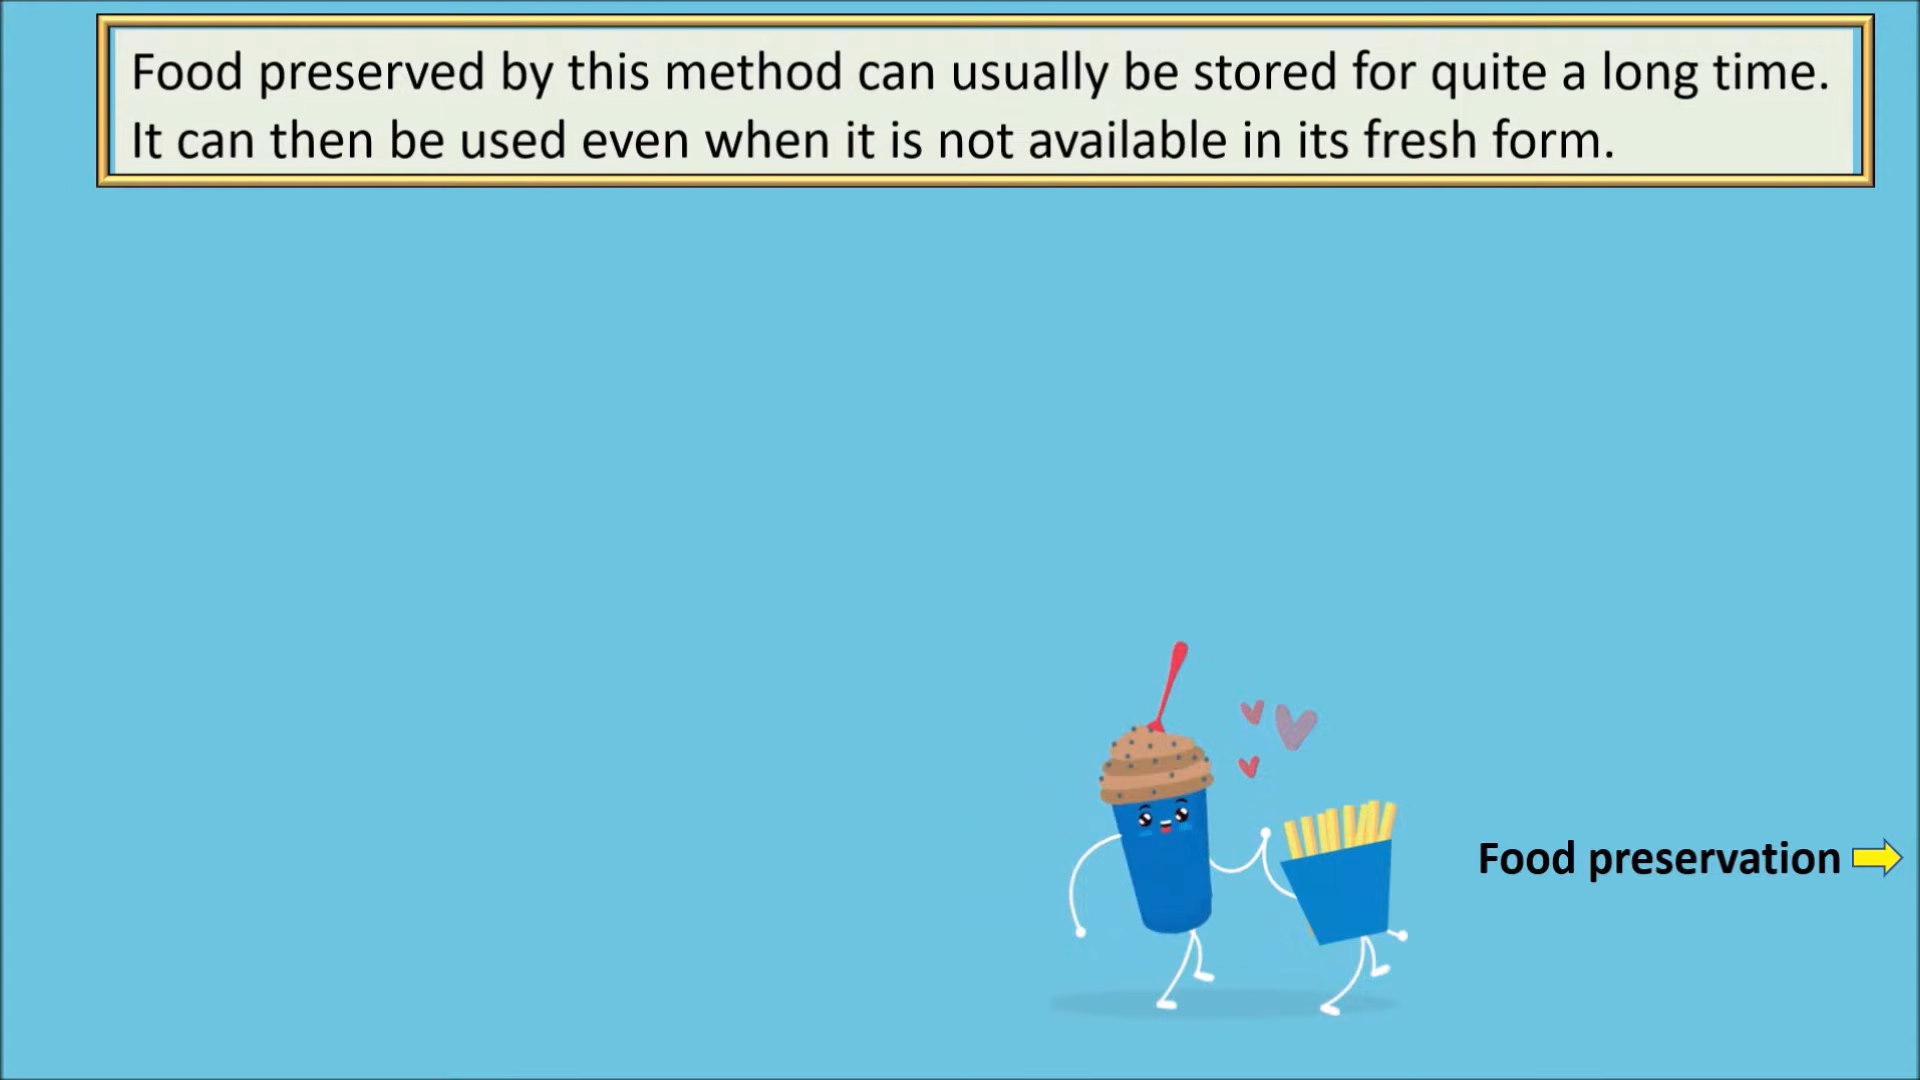 Food preserved by this method can usually be stored for quite a long time.
It can then be used even when it is not available in its fresh form.
Food preservation